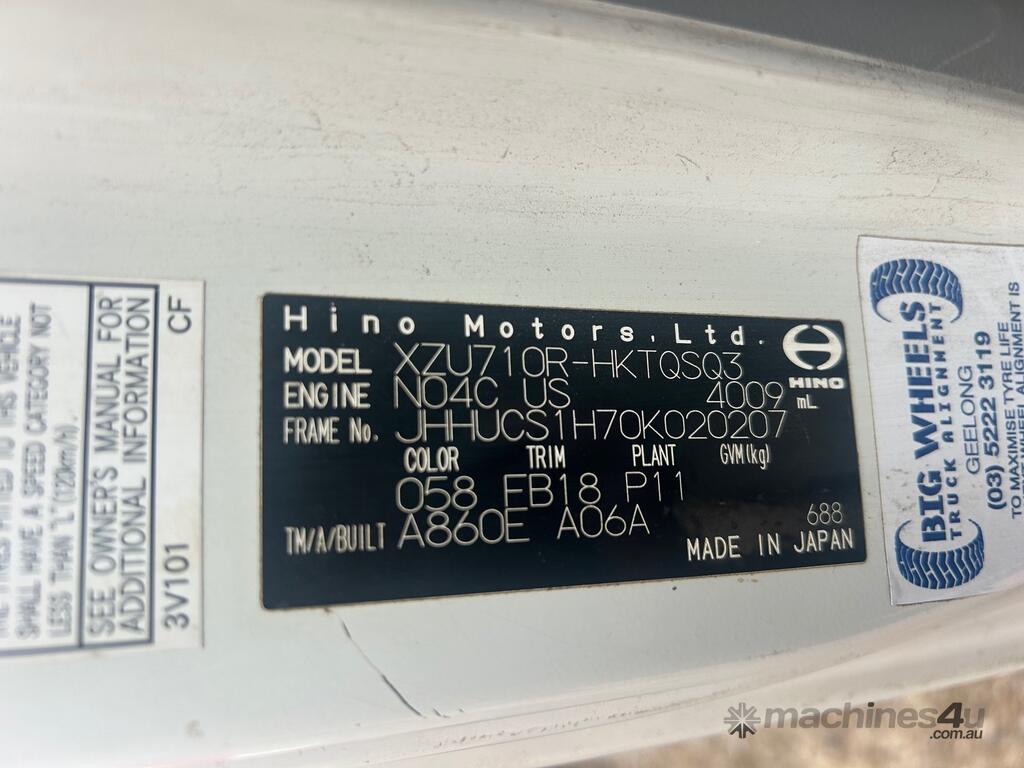 SHALL HAVE A SPEED CATEGORY NOT
LESS THAN "L"(120km/h).
SEE OWNER'S MANUAL FOR
ADDITIONAL INFORMATION
3V101 CF
Hino Motors, Ltd.
MODEL XZU710R-HKTQSQ3
ENGINE N04C US 4009 mL
FRAME No. JHHUCS1H70K020207
COLOR TRIM PLANT GVM(kg)
058 FB18 P11
TM/A/BUILT A860E A06A 688
MADE IN JAPAN
HINO
BIG WHEELS
TRUCK ALIGNMENT
GEELONG
(03) 5222 3119
TO MAXIMISE TYRE LIFE
machines4u
.com.au